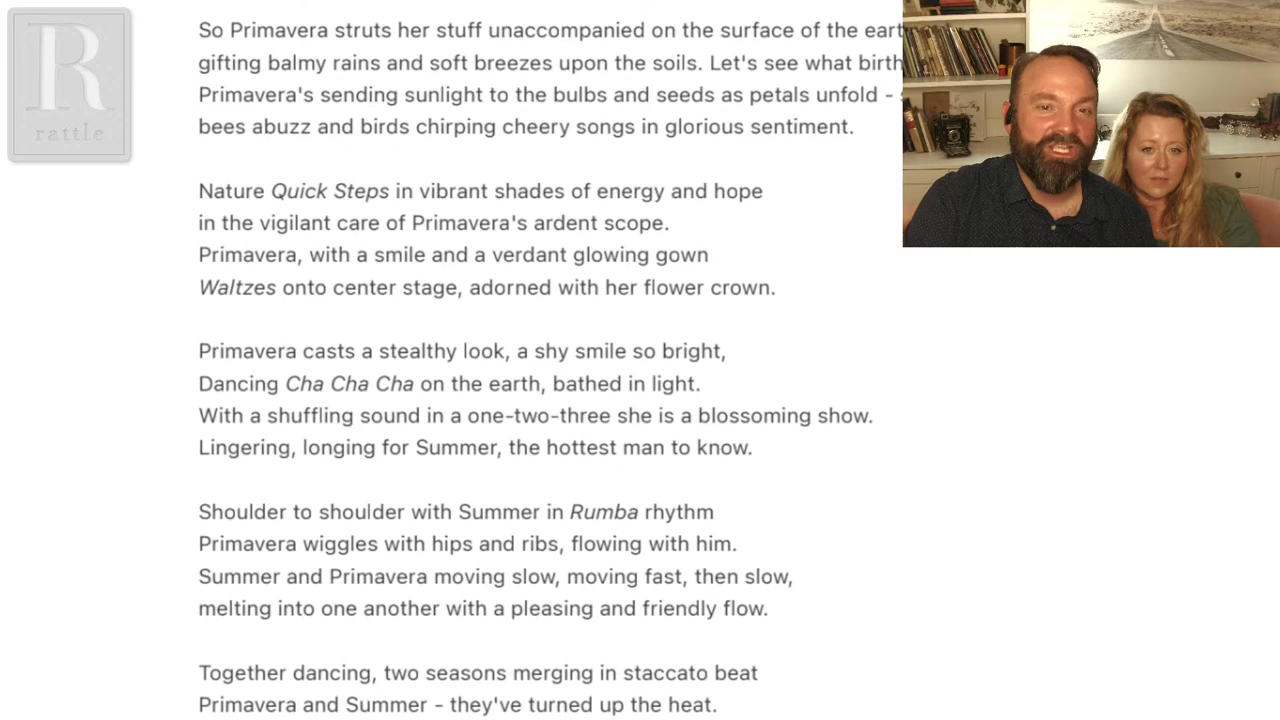 R
rattle
So Primavera struts her stuff unaccompanied on the surface of the
gifting balmy rains and soft breezes upon the soils. Let's see what
Primavera's sending sunlight to the bulbs and seeds as petals unfold -
bees abuzz and birds chirping cheery songs in glorious sentiment.
Nature Quick Steps in vibrant shades of energy and hope
in the vigilant care of Primavera's ardent scope.
Primavera, with a smile and a verdant glowing gown
Waltzes onto center stage, adorned with her flower crown.
Primavera casts a stealthy look, a shy smile so bright,
Dancing Cha Cha Cha on the earth, bathed in light.
With a shuffling sound in a one-two-three she is a blossoming show.
Lingering, longing for Summer, the hottest man to know.
Shoulder to shoulder with Summer in Rumba rhythm
Primavera wiggles with hips and ribs, flowing with him.
Summer and Primavera moving slow, moving fast, then slow,
melting into one another with a pleasing and friendly flow.
Together dancing, two seasons merging in staccato beat
Primavera and Summer - they've turned up the heat.